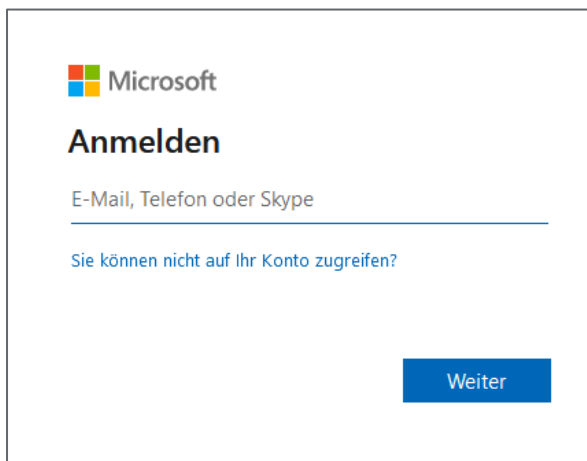 Microsoft
Anmelden
E-Mail, Telefon oder Skype
Sie können nicht auf Ihr Konto zugreifen?
Weiter